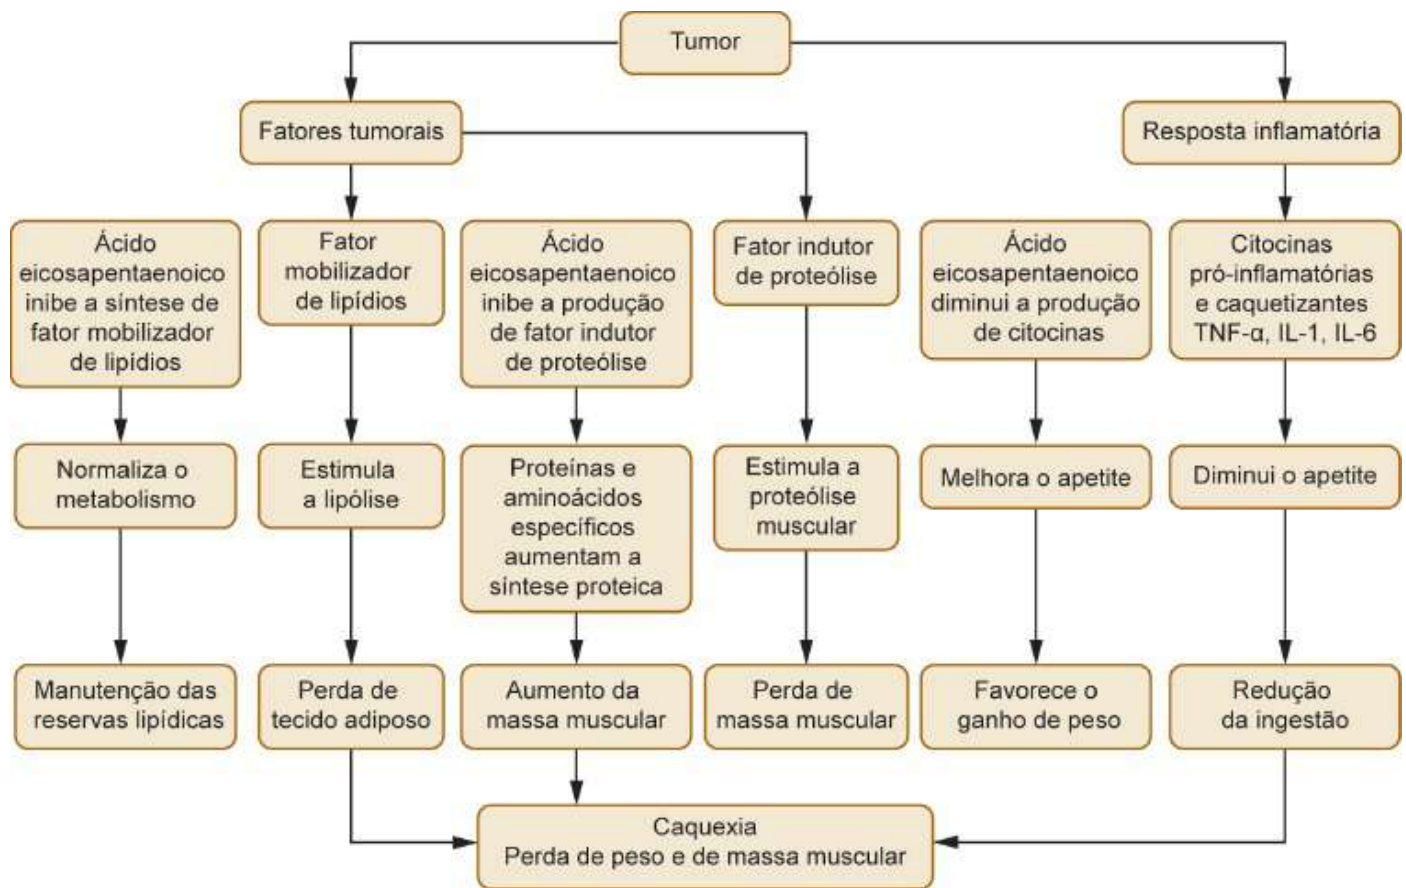 Tumor
Fatores tumorais
Resposta inflamatória
Ácido
eicosapentaenoico
inibe a síntese de
fator mobilizador
de lipídios
Fator
mobilizador
de lipídios
Ácido
eicosapentaenoico
inibe a produção
de fator indutor
de proteólise
Fator indutor
de proteólise
Ácido
eicosapentaenoico
diminui a produção
de citocinas
Citocinas
pró-inflamatórias
e caquetizantes
TNF-α, IL-1, IL-6
Normaliza o
metabolismo
Estimula
a lipólise
Proteínas e
aminoácidos
específicos
aumentam a
síntese proteica
Estimula a
proteólise
muscular
Melhora o apetite
Diminui o apetite
Manutenção das
reservas lipídicas
Perda de
tecido adiposo
Aumento da
massa muscular
Perda de
massa muscular
Favorece o
ganho de peso
Redução
da ingestão
Caquexia
Perda de peso e de massa muscular